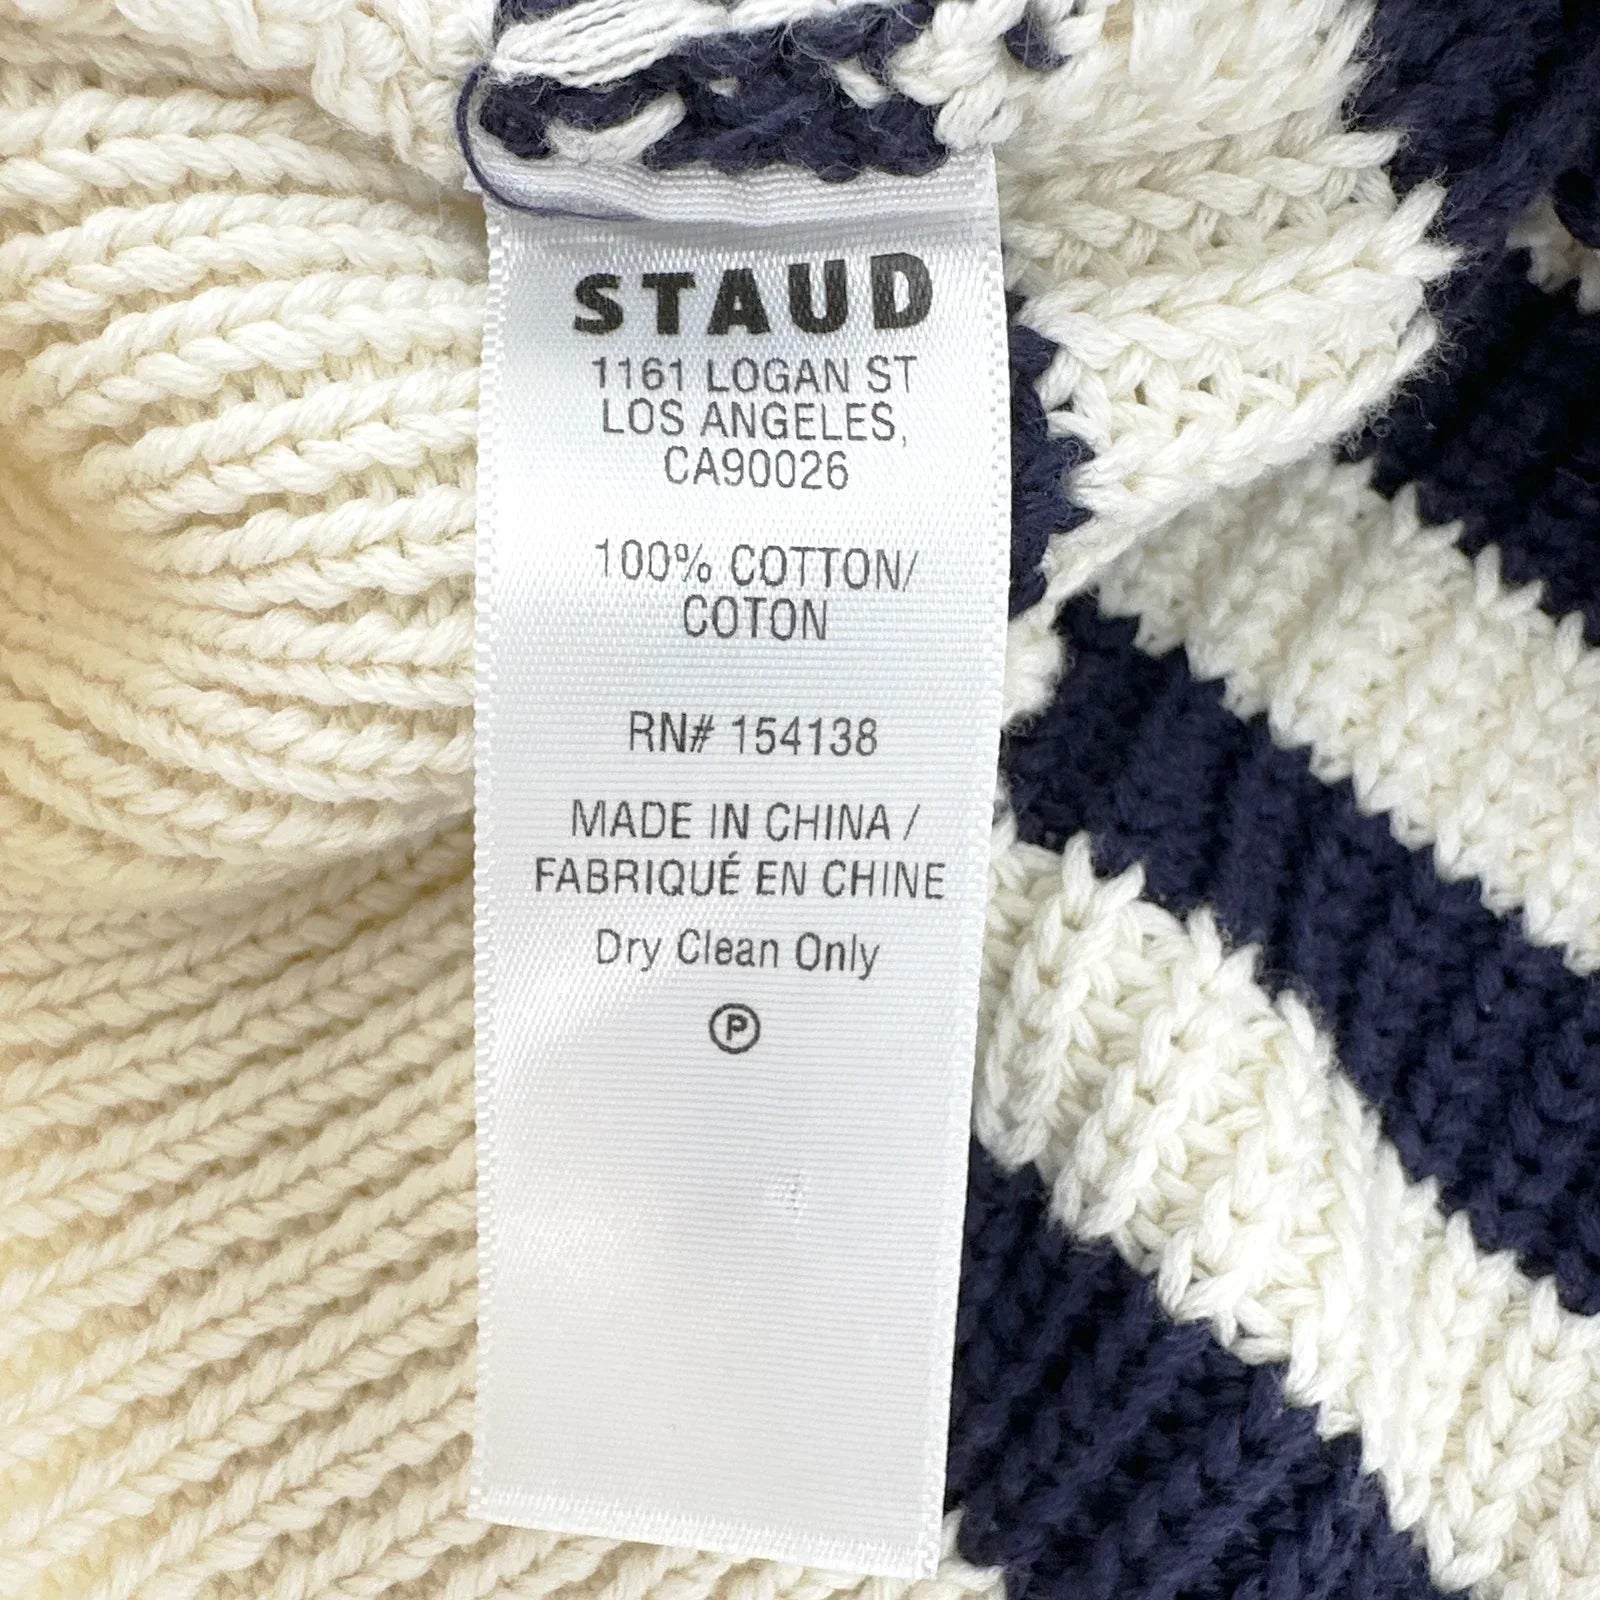 STAUD
1161 LOGAN ST
LOS ANGELES,
CA90026
100% COTTON/
COTON
RN# 154138
MADE IN CHINA /
FABRIQUÉ EN CHINE
Dry Clean Only
P